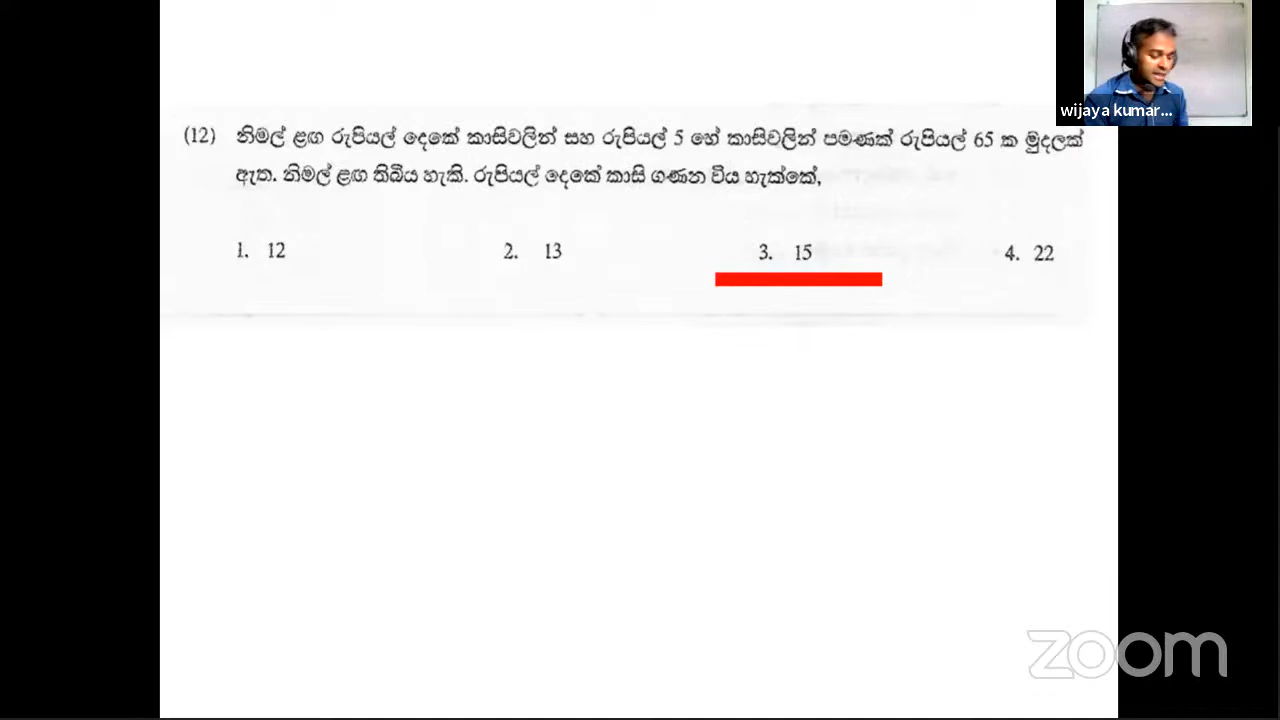 wijaya kumar...
(12) නිමල් ළඟ රුපියල් දෙකේ කාසිවලින් සහ රුපියල් 5 හේ කාසිවලින් පමණක් රුපියල් 65 ක මුදලක්
ඇත. නිමල් ළඟ තිබිය හැකි. රුපියල් දෙකේ කාසි ගණන විය හැක්කේ,
1. 12 2. 13 3. 15 4. 22
zoom